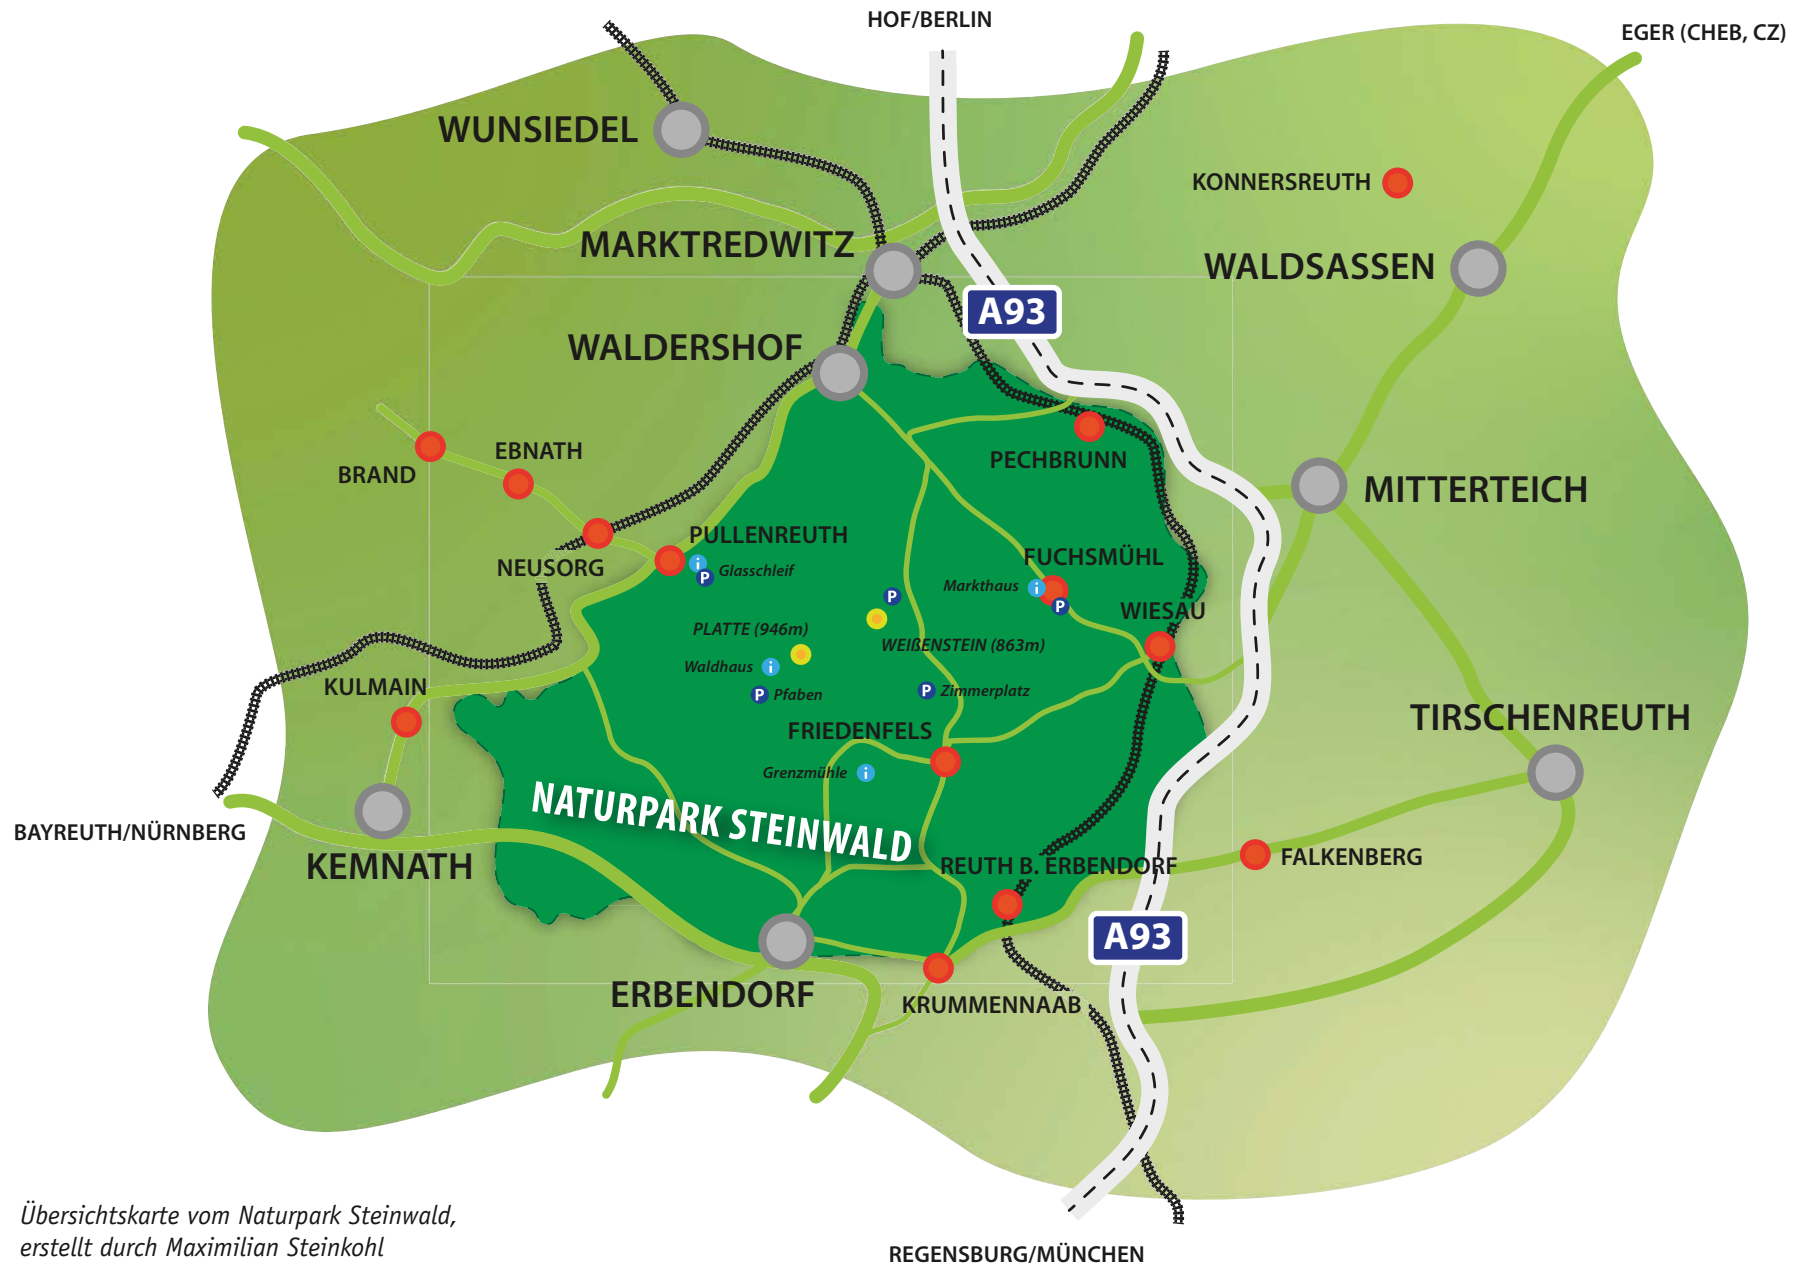 HOF/BERLIN
EGER (CHEB, CZ)
WUNSIEDEL
KONNERSREUTH
MARKTREDWITZ
WALDSASSEN
A93
WALDERSHOF
EBNATH
BRAND
PECHBRUNN
MITTERTEICH
PULLENREUTH
NEUSORG
i
P
Glasschleif
FUCHSMÜHL
Markthaus
i
P
P
WIESAU
PLATTE (946m)
WEIßENSTEIN (863m)
Waldhaus
i
KULMAIN
P
Pfaben
P
Zimmerplatz
TIRSCHENREUTH
FRIEDENFELS
Grenzmühle
i
NATURPARK STEINWALD
BAYREUTH/NÜRNBERG
KEMNATH
REUTH B. ERBENDORF
FALKENBERG
A93
ERBENDORF
KRUMMENNAAB
Übersichtskarte vom Naturpark Steinwald,
erstellt durch Maximilian Steinkohl
REGENSBURG/MÜNCHEN